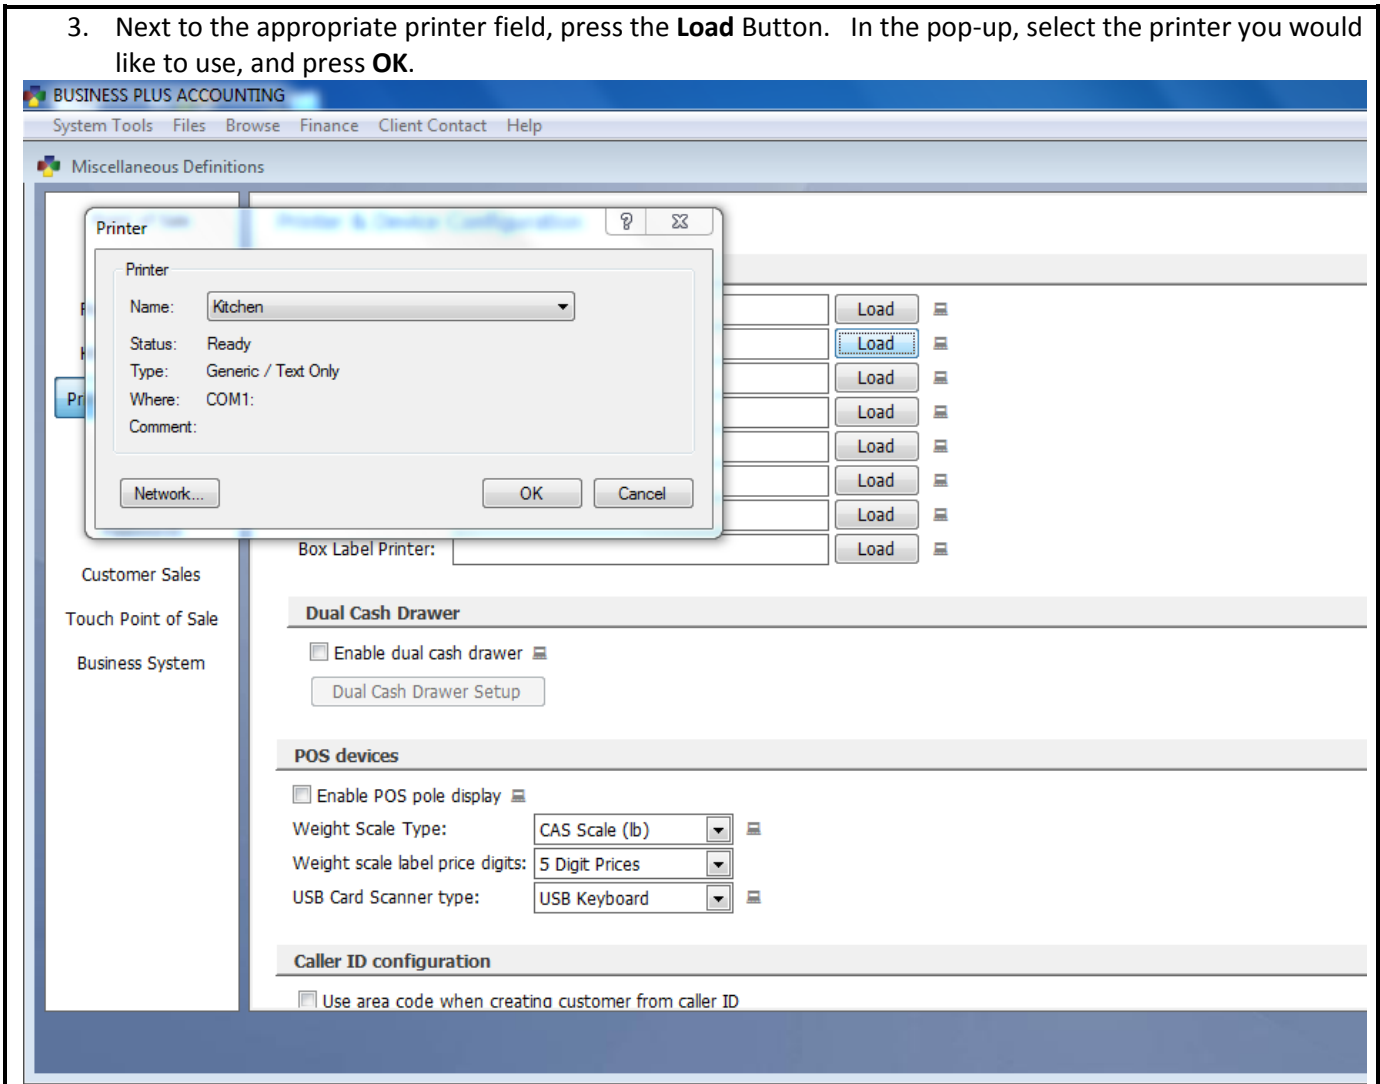 3. Next to the appropriate printer field, press the Load Button. In the pop-up, select the printer you would
like to use, and press OK.
BUSINESS PLUS ACCOUNTING
System Tools Files Browse Finance Client Contact Help
Miscellaneous Definitions
Printer & Device Configuration
Printer
Printer
Name: Kitchen
Status: Ready
Type: Generic / Text Only
Where: COM1:
Comment:
Network... OK Cancel
Pr
Load
Load
Load
Load
Load
Load
Load
Box Label Printer: Load
Customer Sales
Touch Point of Sale
Business System
Dual Cash Drawer
Enable dual cash drawer
Dual Cash Drawer Setup
POS devices
Enable POS pole display
Weight Scale Type: CAS Scale (lb)
Weight scale label price digits: 5 Digit Prices
USB Card Scanner type: USB Keyboard
Caller ID configuration
Use area code when creating customer from caller ID